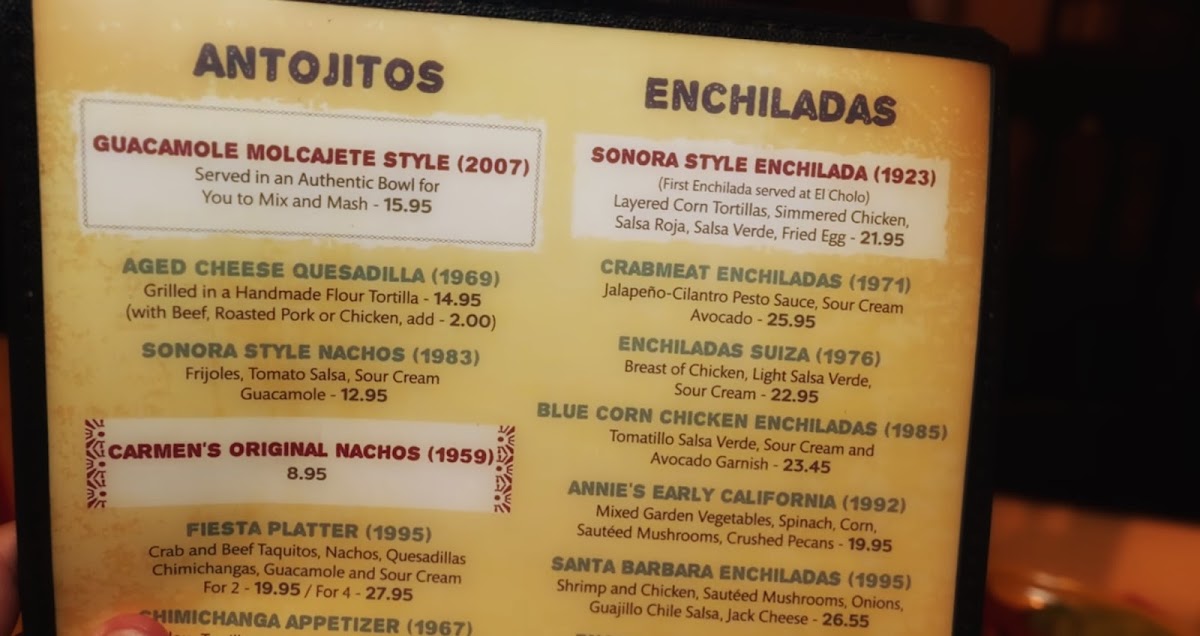 ANTOJITOS
GUACAMOLE MOLCAJETE STYLE (2007)
Served in an Authentic Bowl for
You to Mix and Mash - 15.95
AGED CHEESE QUESADILLA (1969)
Grilled in a Handmade Flour Tortilla - 14.95
(with Beef, Roasted Pork or Chicken, add - 2.00)
SONORA STYLE NACHOS (1983)
Frijoles, Tomato Salsa, Sour Cream
Guacamole - 12.95
CARMEN'S ORIGINAL NACHOS (1959)
8.95
FIESTA PLATTER (1995)
Crab and Beef Taquitos, Nachos, Quesadillas
Chimichangas, Guacamole and Sour Cream
For 2 - 19.95 / For 4 - 27.95
CHIMICHANGA APPETIZER (1967)
ENCHILADAS
SONORA STYLE ENCHILADA (1923)
(First Enchilada served at El Cholo)
Layered Corn Tortillas, Simmered Chicken,
Salsa Roja, Salsa Verde, Fried Egg - 21.95
CRABMEAT ENCHILADAS (1971)
Jalapeño-Cilantro Pesto Sauce, Sour Cream
Avocado - 25.95
ENCHILADAS SUIZA (1976)
Breast of Chicken, Light Salsa Verde,
Sour Cream - 22.95
BLUE CORN CHICKEN ENCHILADAS (1985)
Tomatillo Salsa Verde, Sour Cream and
Avocado Garnish - 23.45
ANNIE'S EARLY CALIFORNIA (1992)
Mixed Garden Vegetables, Spinach, Corn,
Sautéed Mushrooms, Crushed Pecans - 19.95
SANTA BARBARA ENCHILADAS (1995)
Shrimp and Chicken, Sautéed Mushrooms, Onions,
Guajillo Chile Salsa, Jack Cheese - 26.55